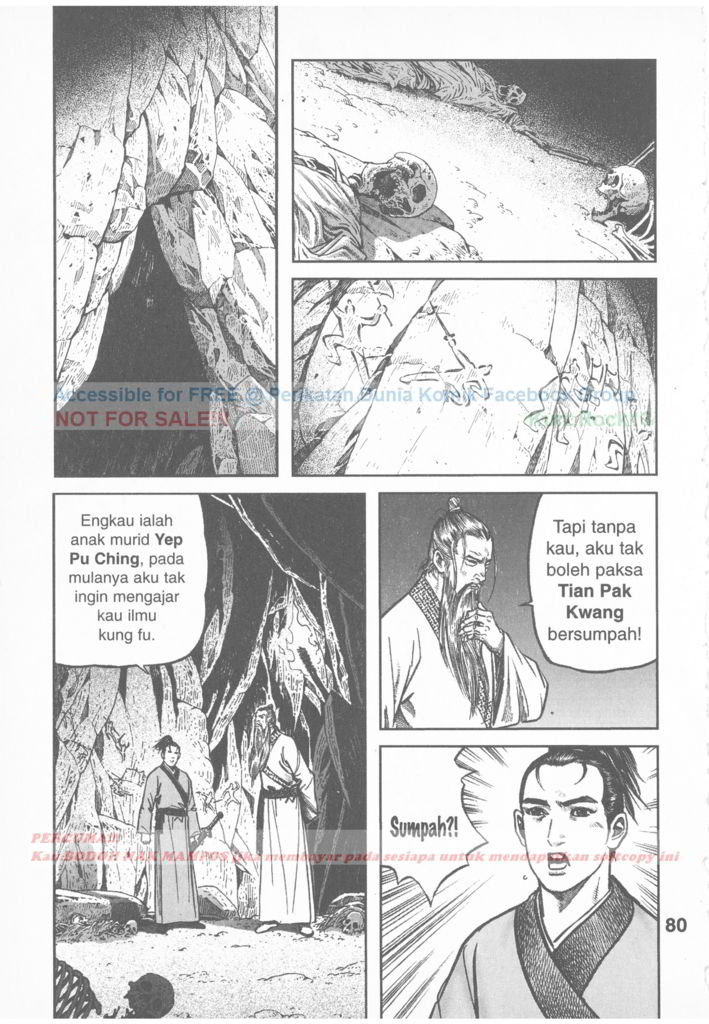 Accessible for FREE @ Perikatan Dunia Komik Facebook Group
NOT FOR SALE!!!
Engkau ialah
anak murid Yep
Pu Ching, pada
mulanya aku tak
ingin mengajar
kau ilmu
kung fu.
Tapi tanpa
kau, aku tak
boleh paksa
Tian Pak
Kwang
bersumpah!
Sumpah?!
PERCUMA!!!
Kau BODOH NAK MAMPOS jika membayar pada sesiapa untuk mendapatkan softcopy ini
80